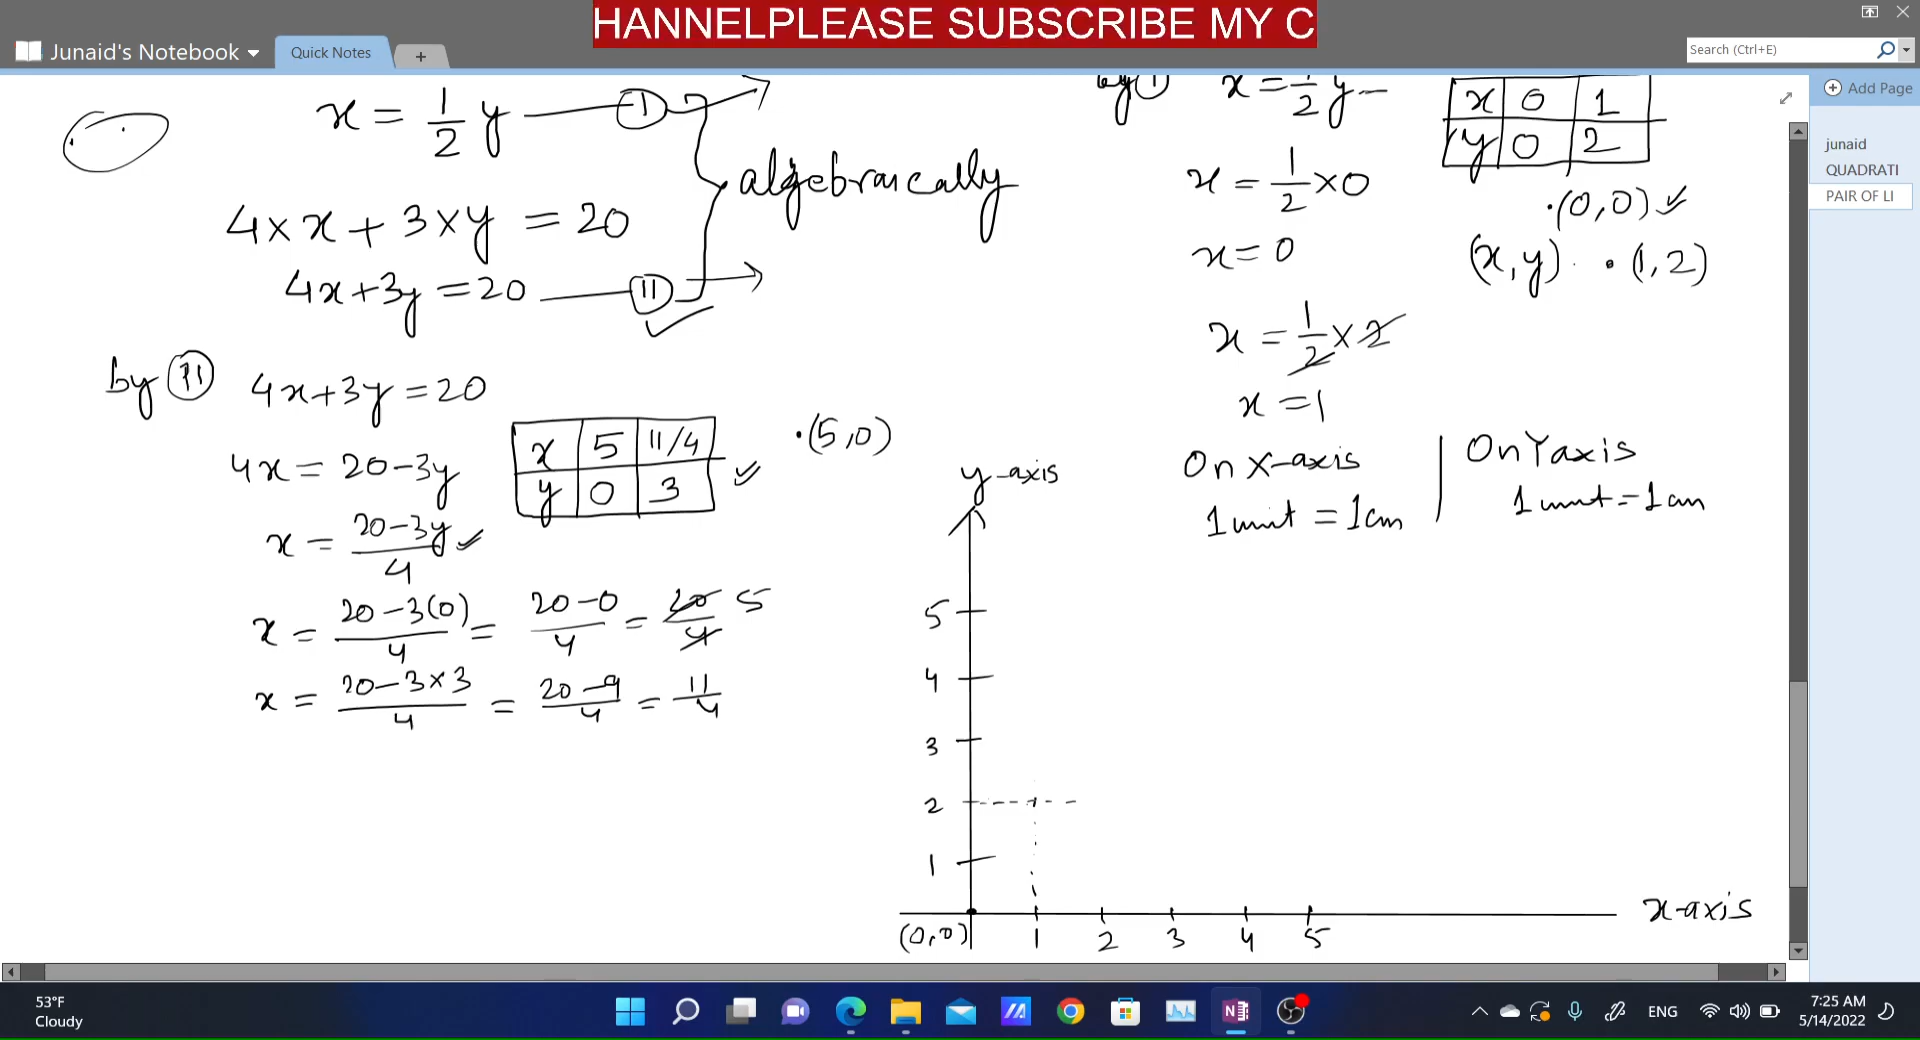 HANNELPLEASE SUBSCRIBE MY C
Junaid's Notebook
Quick Notes
+
Search (Ctrl+E)
Add Page
junaid
QUADRATI
PAIR OF LI
x = 1/2 y — I
algebraically
4 × x + 3 × y = 20
4x + 3y = 20 — II
by II 4x + 3y = 20
4x = 20 - 3y
x = (20 - 3y)/4
x = (20 - 3(0))/4 = (20 - 0)/4 = 20/4 5
x = (20 - 3 × 3)/4 = (20 - 9)/4 = 11/4
x 5 11/4
y 0 3
.(5,0)
by I x = 1/2 y
x = 1/2 × 0
x = 0
x = 1/2 × 2
x = 1
x 0 1
y 0 2
.(0,0)
(x,y) . (1,2)
On X-axis
1 unit = 1cm
On Y axis
1 unit = 1cm
y-axis
5
4
3
2
1
(0,0) 1 2 3 4 5
x-axis
53°F
Cloudy
ENG
7:25 AM
5/14/2022